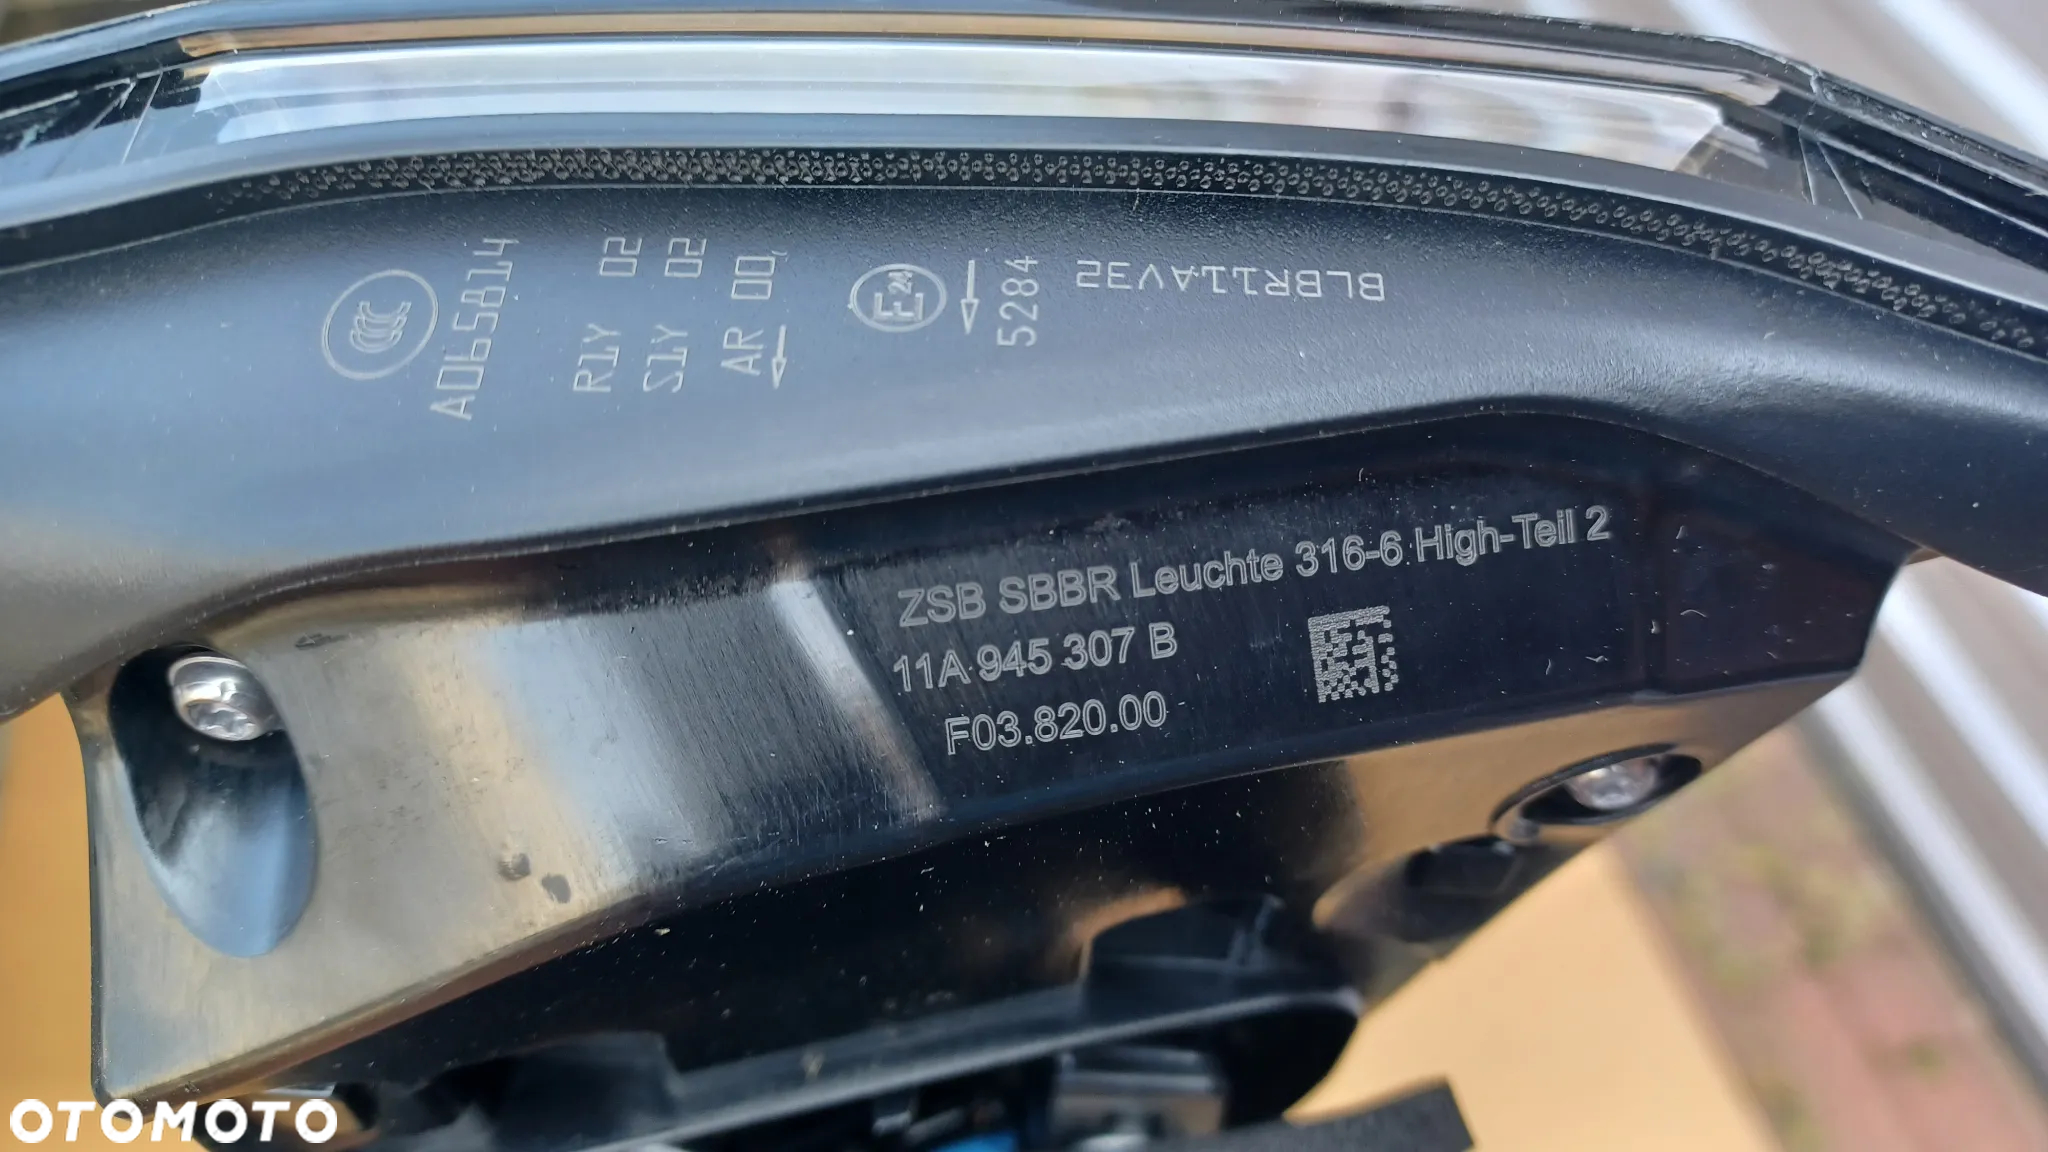 CCC
A065814
R1Y 02
S1Y 02
AR 00
E24
5284
BLBR11AV32
ZSB SBBR Leuchte 316-6 High-Teil 2
11A 945 307 B
F03.820.00
OTOMOTO